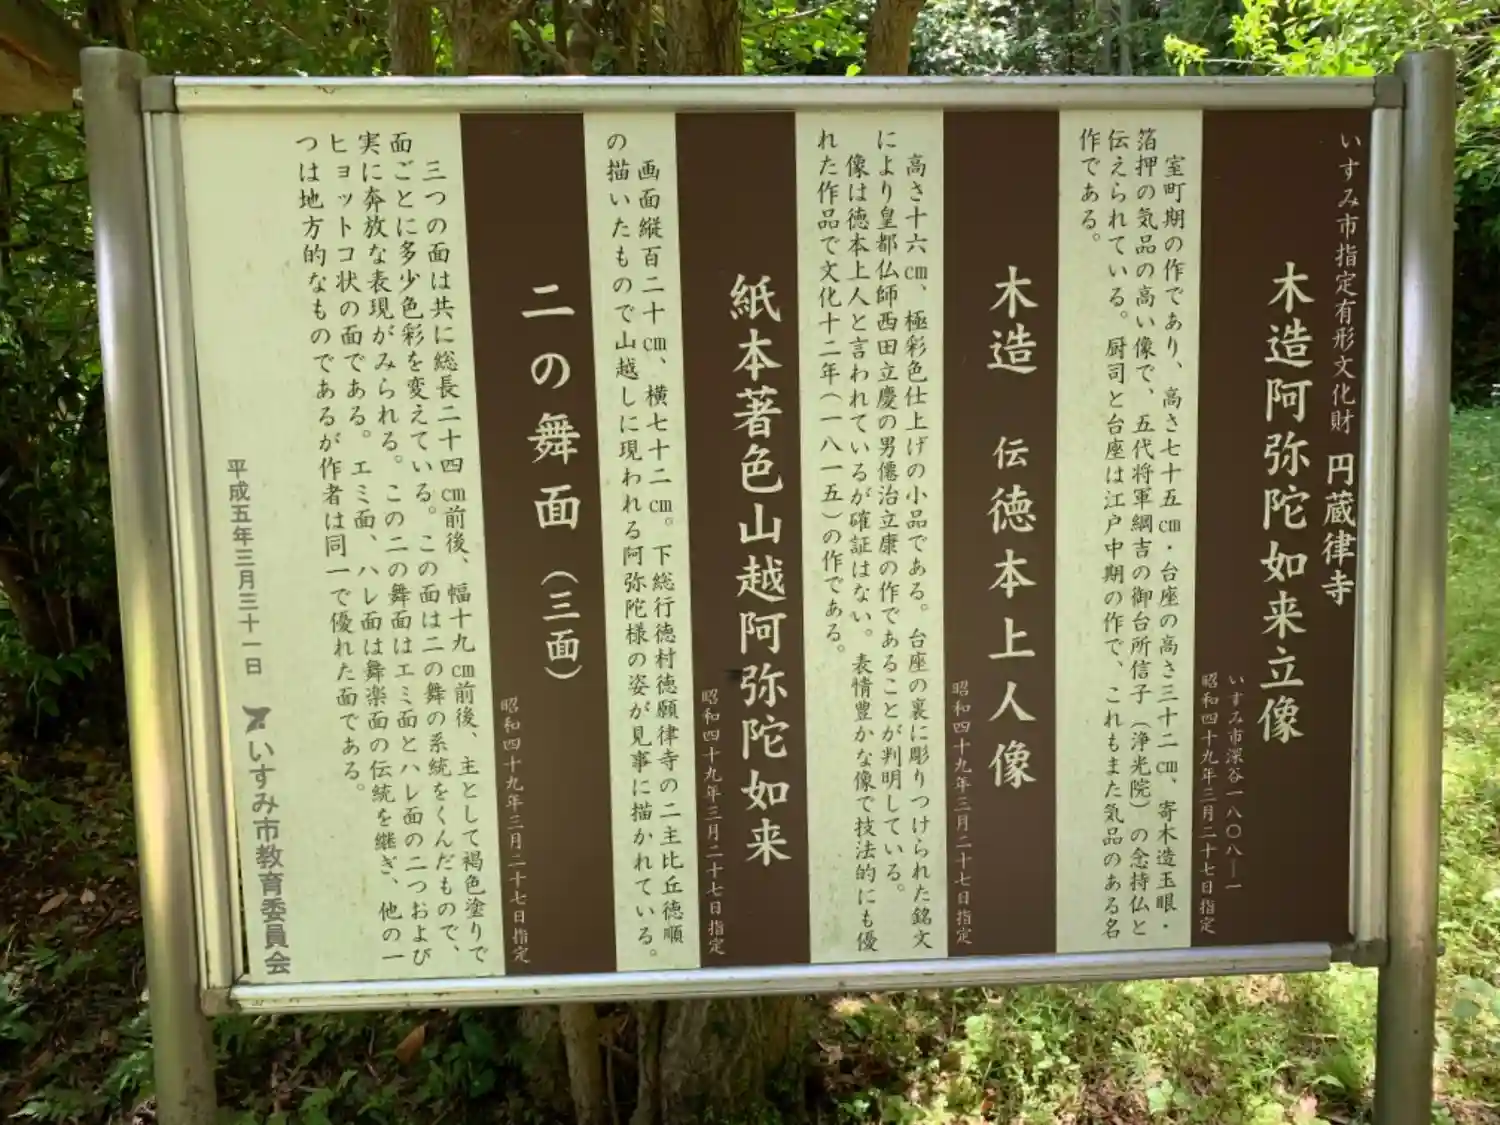 いすみ市指定有形文化財 円蔵律寺
木造阿弥陀如来立像
いすみ市深谷一八〇八―一
昭和四十九年三月二十七日指定
室町期の作であり、高さ七十五cm・台座の高さ三十二cm、寄木造玉眼・
箔押の気品の高い像で、五代将軍綱吉の御台所信子（浄光院）の念持仏と
伝えられている。厨司と台座は江戸中期の作で、これもまた気品のある名
作である。
木造 伝徳本上人像
昭和四十九年三月二十七日指定
高さ十六cm、極彩色仕上げの小品である。台座の裏に彫りつけられた銘文
により皇都仏師西田立慶の男僊治立康の作であることが判明している。
像は徳本上人と言われているが確証はない。表情豊かな像で技法的にも優
れた作品で文化十二年（一八一五）の作である。
紙本著色山越阿弥陀如来
昭和四十九年三月二十七日指定
画面縦百二十cm、横七十二cm。下総行徳村徳願律寺の二主比丘徳順
の描いたもので山越しに現われる阿弥陀様の姿が見事に描かれている。
二の舞面（三面）
昭和四十九年三月二十七日指定
三つの面は共に総長二十四cm前後、幅十九cm前後、主として褐色塗りで
面ごとに多少色彩を変えている。この面は二の舞の系統をくんだもので、
実に奔放な表現がみられる。この二の舞面はエミ面とハレ面の二つおよび
ヒョットコ状の面である。エミ面、ハレ面は舞楽面の伝統を継ぎ、他の一
つは地方的なものであるが作者は同一で優れた面である。
平成五年三月三十一日 いすみ市教育委員会